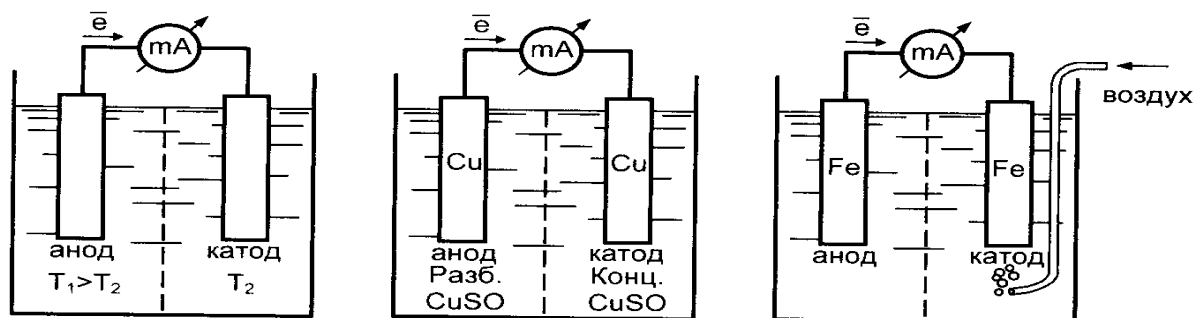 ē
mA
анод
T₁>T₂
катод
T₂
ē
mA
Cu
Cu
анод
Разб.
CuSO
катод
Конц.
CuSO
ē
mA
воздух
Fe
Fe
анод
катод